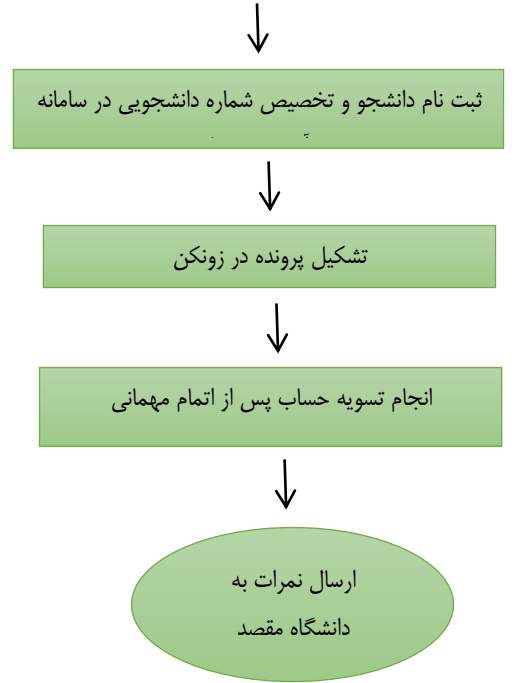 ثبت نام دانشجو و تخصیص شماره دانشجویی در سامانه
تشکیل پرونده در زونکن
انجام تسویه حساب پس از اتمام مهمانی
ارسال نمرات به
دانشگاه مقصد